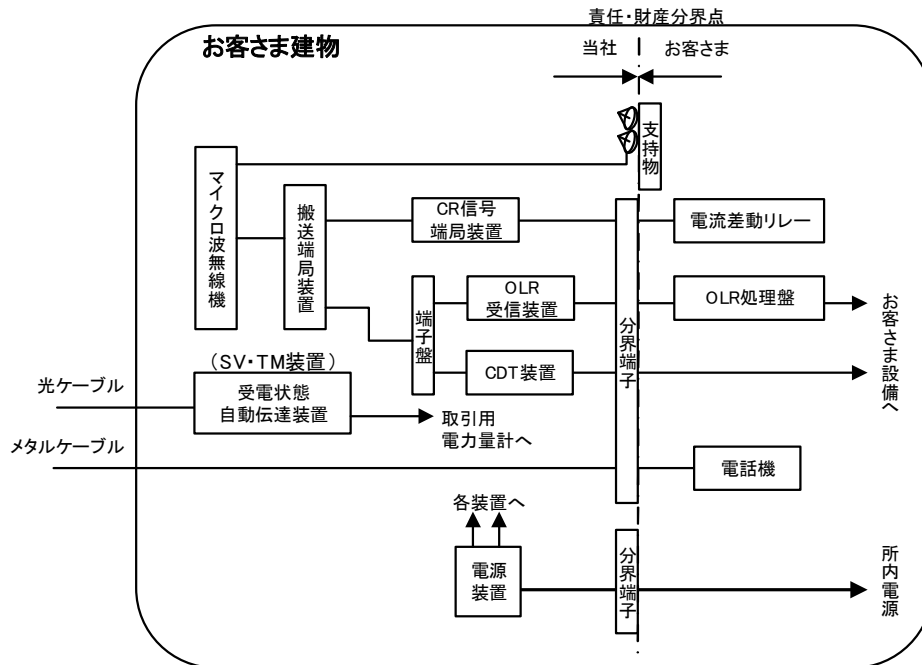 責任・財産分界点
お客さま建物
当社
お客さま
支持物
マイクロ波無線機
搬送端局装置
CR信号
端局装置
分界端子
電流差動リレー
端子盤
OLR
受信装置
OLR処理盤
お客さま設備へ
CDT装置
(SV・TM装置)
光ケーブル
受電状態
自動伝達装置
取引用
電力量計へ
メタルケーブル
電話機
各装置へ
電源
装置
分界端子
所内電源